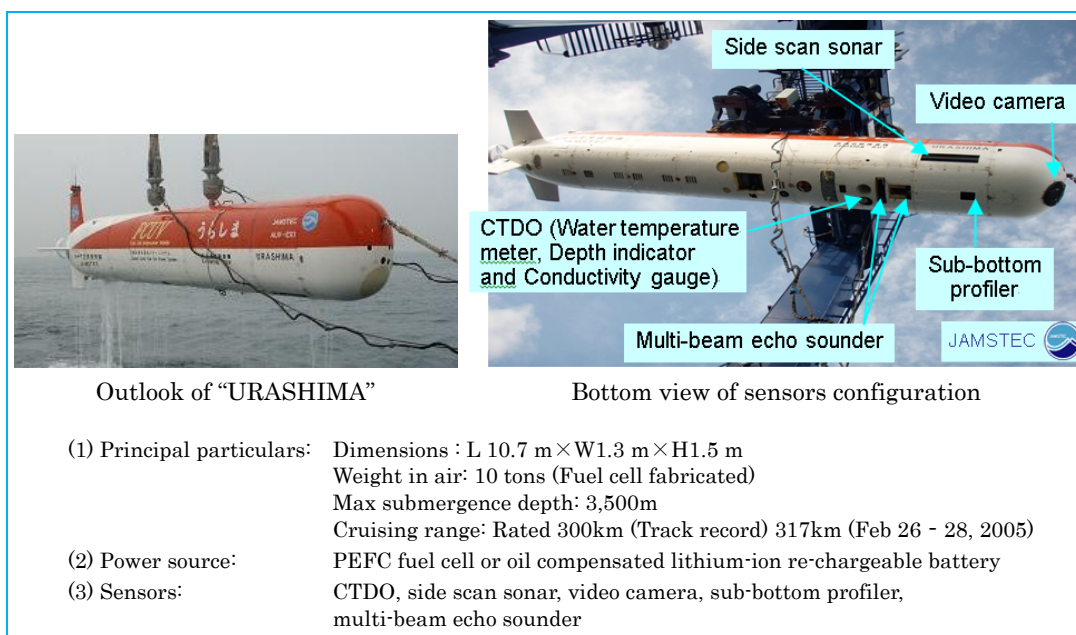 Side scan sonar
Video camera
CTDO (Water temperature
meter, Depth indicator
and Conductivity gauge)
Sub-bottom
profiler
Multi-beam echo sounder
JAMSTEC
URASHIMA
FCUV
うらしま
JAMSTEC
AUV-EX1
URASHIMA
Outlook of “URASHIMA”
Bottom view of sensors configuration
(1) Principal particulars: Dimensions : L 10.7 m×W1.3 m×H1.5 m
Weight in air: 10 tons (Fuel cell fabricated)
Max submergence depth: 3,500m
Cruising range: Rated 300km (Track record) 317km (Feb 26 - 28, 2005)
(2) Power source: PEFC fuel cell or oil compensated lithium-ion re-chargeable battery
(3) Sensors: CTDO, side scan sonar, video camera, sub-bottom profiler,
multi-beam echo sounder